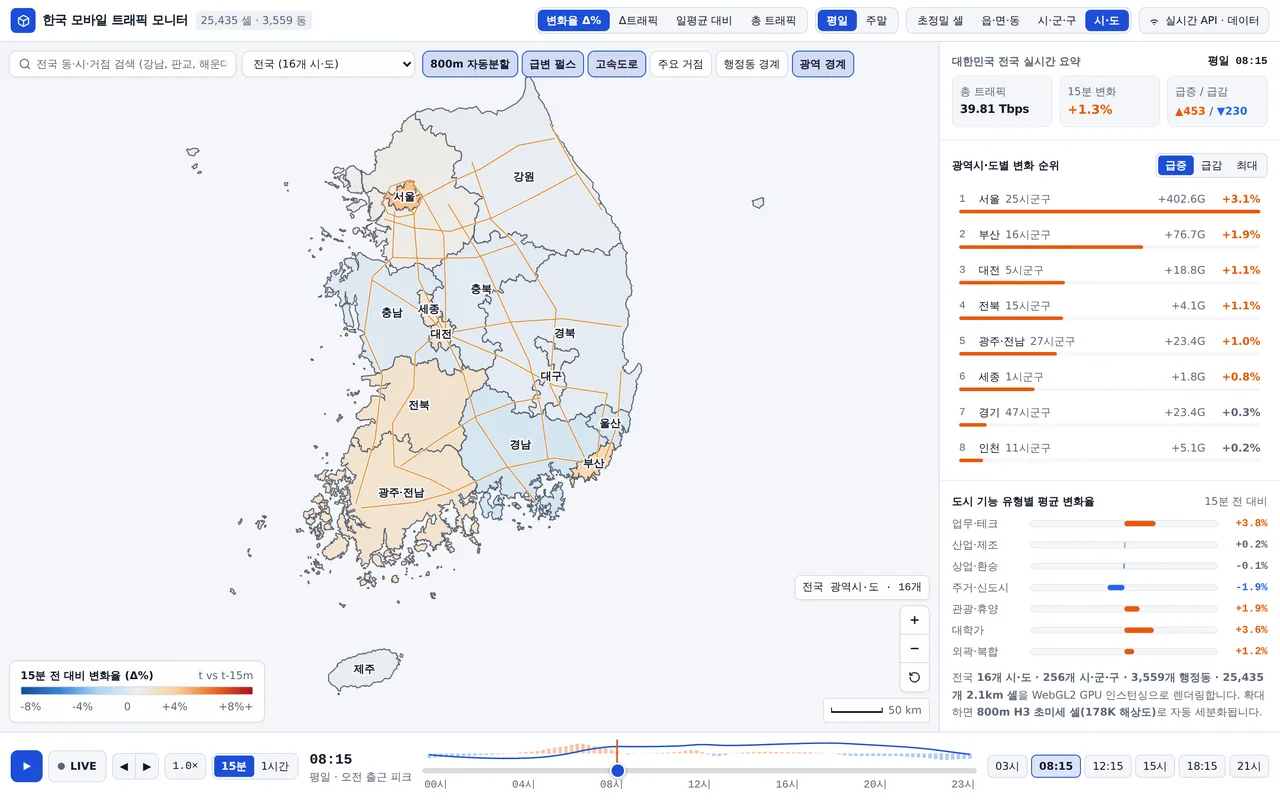 한국 모바일 트래픽 모니터 25,435 셀 · 3,559 동 변화율 Δ% Δ트래픽 일평균 대비 총 트래픽 평일 주말 초정밀 셀 읍·면·동 시·군·구 시·도 실시간 API · 데이터
전국 동·시·거점 검색 (강남, 판교, 해운대 전국 (16개 시·도) 800m 자동분할 급변 펄스 고속도로 주요 거점 행정동 경계 광역 경계
대한민국 전국 실시간 요약 평일 08:15
총 트래픽 15분 변화 급증 / 급감
39.81 Tbps +1.3% ▲453 / ▼230
광역시·도별 변화 순위 급증 급감 최대
1 서울 25시군구 +402.6G +3.1%
2 부산 16시군구 +76.7G +1.9%
3 대전 5시군구 +18.8G +1.1%
4 전북 15시군구 +4.1G +1.1%
5 광주·전남 27시군구 +23.4G +1.0%
6 세종 1시군구 +1.8G +0.8%
7 경기 47시군구 +23.4G +0.3%
8 인천 11시군구 +5.1G +0.2%
도시 기능 유형별 평균 변화율 15분 전 대비
업무·테크 +3.8%
산업·제조 +0.2%
상업·환승 -0.1%
주거·신도시 -1.9%
관광·휴양 +1.9%
대학가 +3.6%
외곽·복합 +1.2%
전국 16개 시·도 · 256개 시·군·구 · 3,559개 행정동 · 25,435
개 2.1km 셀을 WebGL2 GPU 인스턴싱으로 렌더링합니다. 확대
하면 800m H3 초미세 셀(178K 해상도)로 자동 세분화됩니다.
강원
서울
충북
충남
세종
대전
경북
대구
전북
울산
경남
부산
광주·전남
제주
전국 광역시·도 · 16개
+
−
50 km
15분 전 대비 변화율 (Δ%) t vs t-15m
-8% -4% 0 +4% +8%+
LIVE 1.0× 15분 1시간
08:15
평일 · 오전 출근 피크
00시 04시 08시 12시 16시 20시 23시
03시 08:15 12:15 15시 18:15 21시